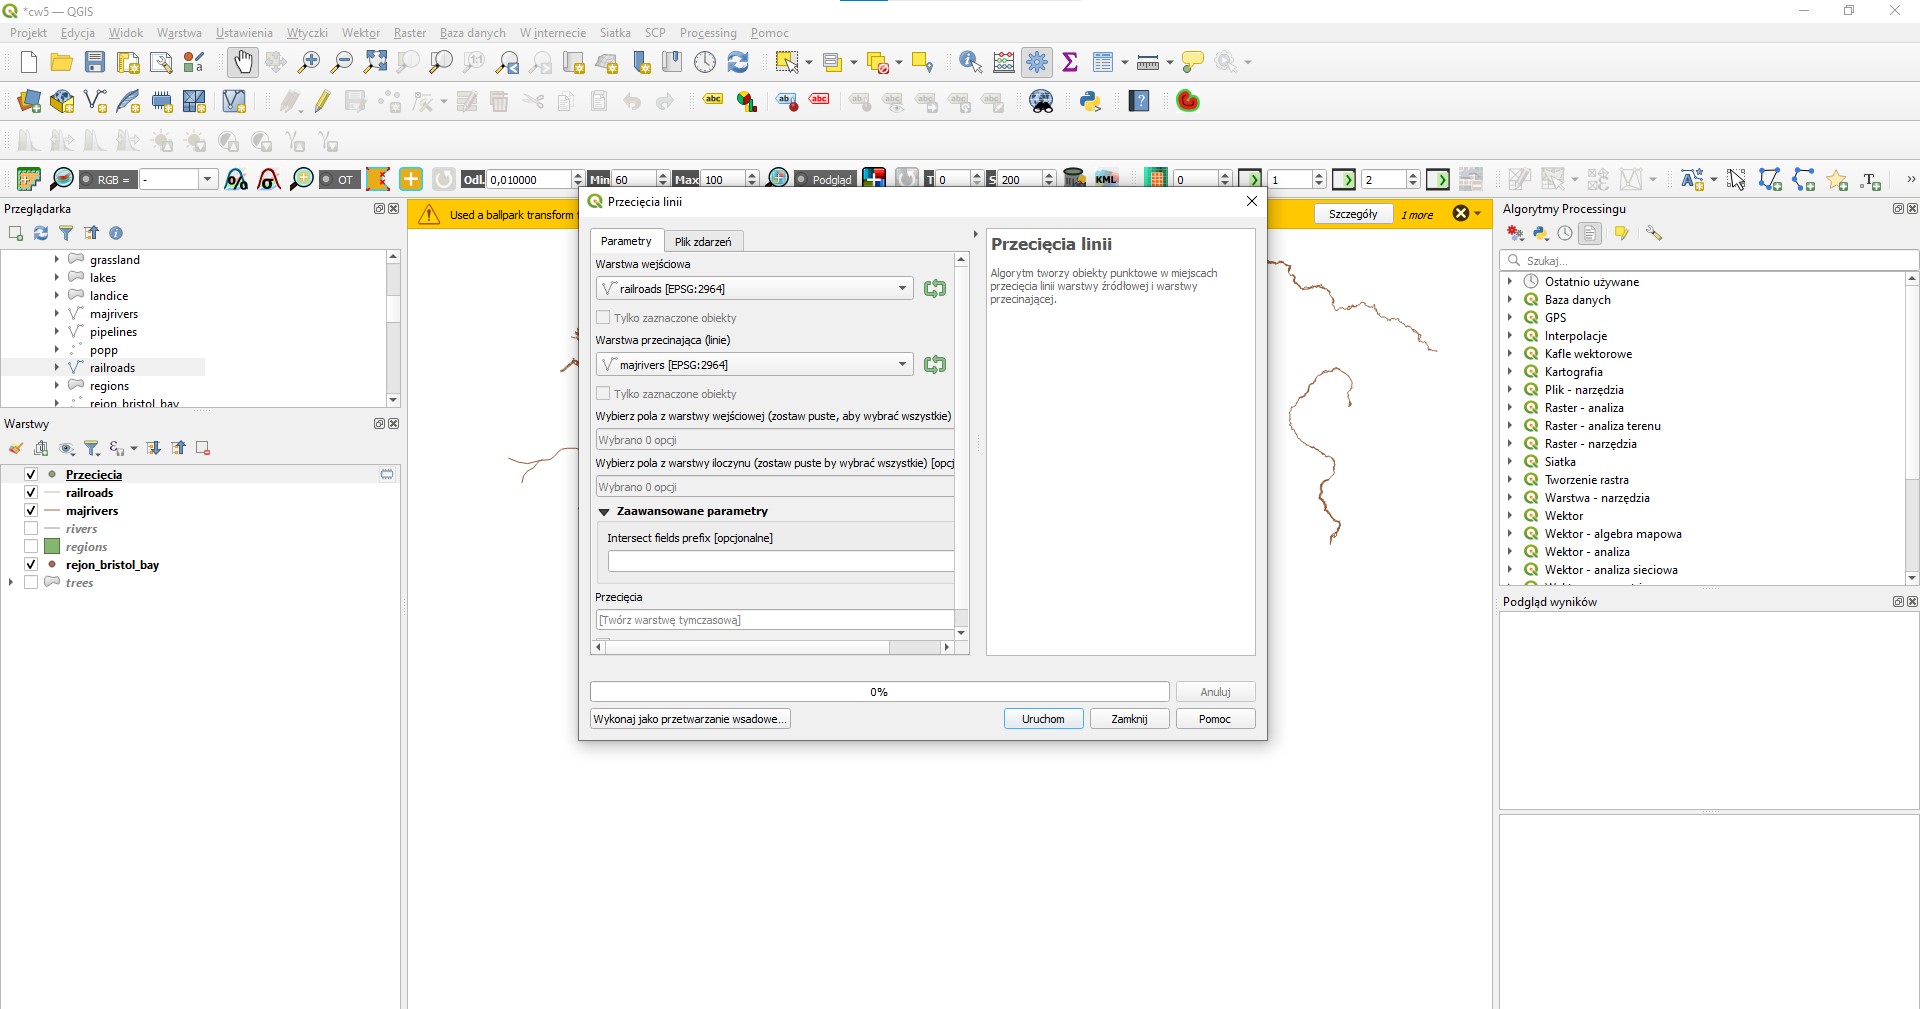 *cw5 — QGIS
Projekt Edycja Widok Warstwa Ustawienia Wtyczki Wektor Raster Baza danych W internecie Siatka SCP Processing Pomoc
abc abc abc
RGB = - OT Odl. 0,010000 Min 60 Max 100 Podgląd T 0 S 200 KML 0 1 2
Przeglądarka
grassland
lakes
landice
majrivers
pipelines
popp
railroads
regions
rejon_bristol_bay
Warstwy
Przecięcia
railroads
majrivers
rivers
regions
rejon_bristol_bay
trees
Used a ballpark transform
Szczegóły 1 more
Przecięcia linii
Parametry Plik zdarzeń
Warstwa wejściowa
railroads [EPSG:2964]
Tylko zaznaczone obiekty
Warstwa przecinająca (linie)
majrivers [EPSG:2964]
Tylko zaznaczone obiekty
Wybierz pola z warstwy wejściowej (zostaw puste, aby wybrać wszystkie)
Wybrano 0 opcji
Wybierz pola z warstwy iloczynu (zostaw puste by wybrać wszystkie) [opcj
Wybrano 0 opcji
Zaawansowane parametry
Intersect fields prefix [opcjonalne]
Przecięcia
[Twórz warstwę tymczasową]
Przecięcia linii
Algorytm tworzy obiekty punktowe w miejscach
przecięcia linii warstwy źródłowej i warstwy
przecinającej.
0%
Anuluj
Wykonaj jako przetwarzanie wsadowe...
Uruchom Zamknij Pomoc
Algorytmy Processingu
Szukaj...
Ostatnio używane
Baza danych
GPS
Interpolacje
Kafle wektorowe
Kartografia
Plik - narzędzia
Raster - analiza
Raster - analiza terenu
Raster - narzędzia
Siatka
Tworzenie rastra
Warstwa - narzędzia
Wektor
Wektor - algebra mapowa
Wektor - analiza
Wektor - analiza sieciowa
Podgląd wyników